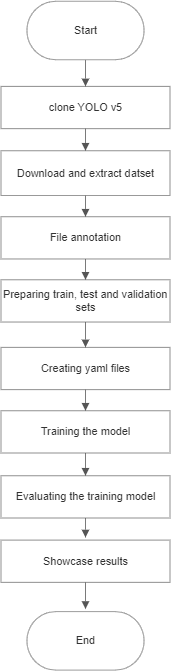 Start
clone YOLO v5
Download and extract datset
File annotation
Preparing train, test and validation
sets
Creating yaml files
Training the model
Evaluating the training model
Showcase results
End